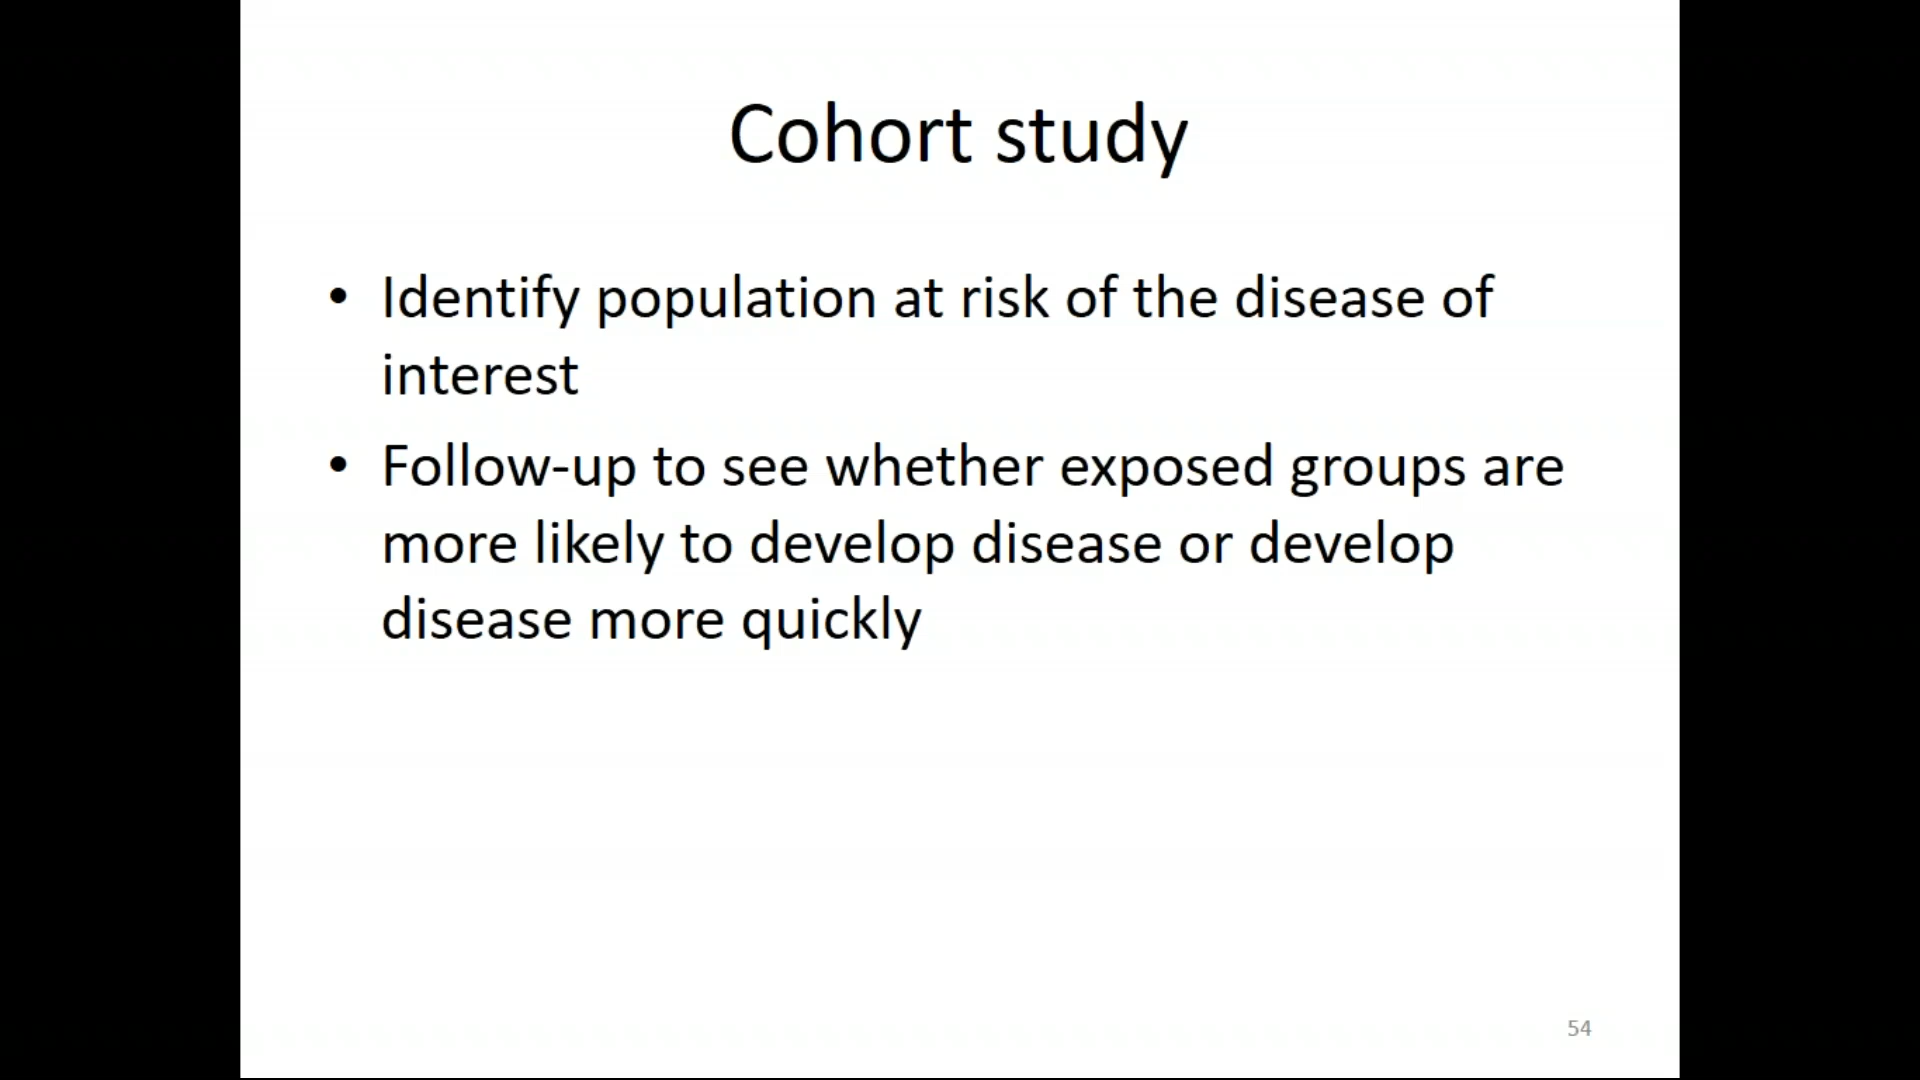 Cohort study
• Identify population at risk of the disease of
interest
• Follow-up to see whether exposed groups are
more likely to develop disease or develop
disease more quickly
54